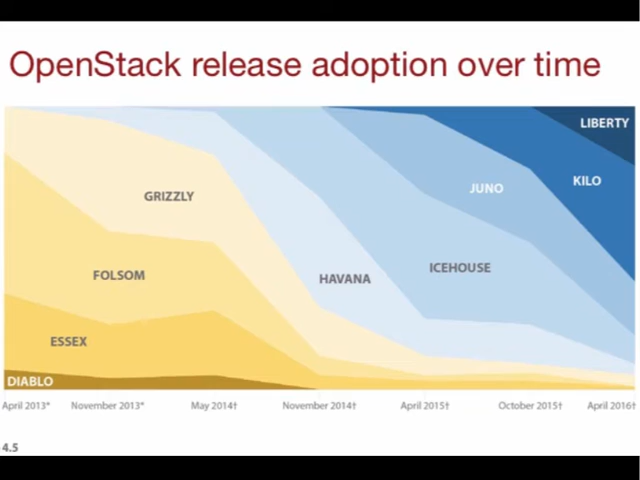 OpenStack release adoption over time
LIBERTY
KILO
JUNO
GRIZZLY
ICEHOUSE
FOLSOM
HAVANA
ESSEX
DIABLO
April 2013* November 2013* May 2014† November 2014† April 2015† October 2015† April 2016†
4.5